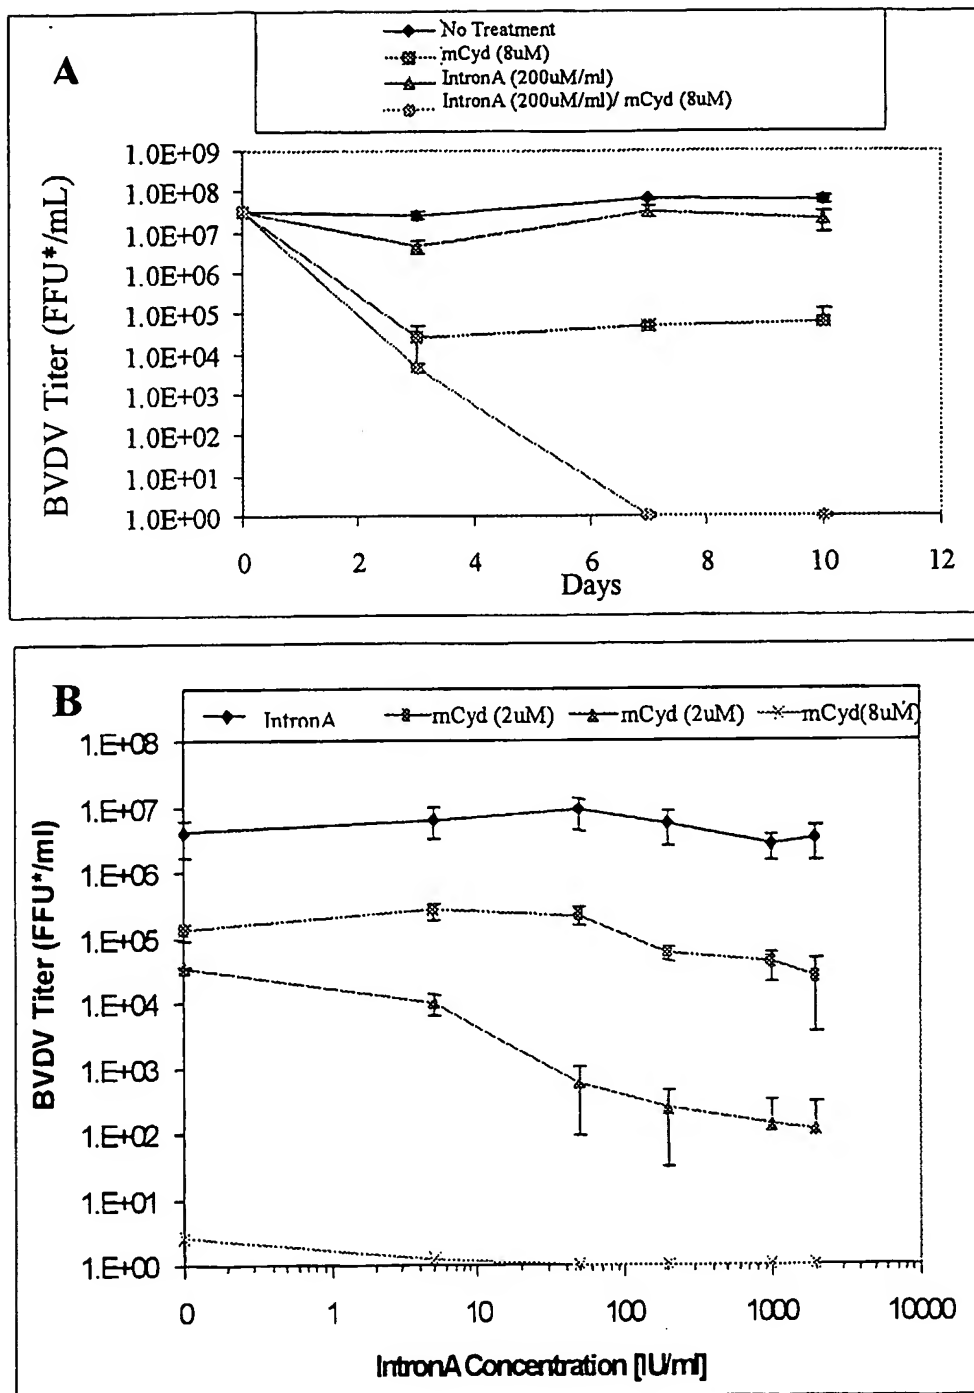 A
No Treatment
mCyd (8uM)
IntronA (200uM/ml)
IntronA (200uM/ml)/ mCyd (8uM)
BVDV Titer (FFU*/mL)
1.0E+09
1.0E+08
1.0E+07
1.0E+06
1.0E+05
1.0E+04
1.0E+03
1.0E+02
1.0E+01
1.0E+00
0 2 4 6 8 10 12
Days
B
IntronA mCyd (2uM) mCyd (2uM) mCyd(8uM)
BVDV Titer (FFU*/ml)
1.E+08
1.E+07
1.E+06
1.E+05
1.E+04
1.E+03
1.E+02
1.E+01
1.E+00
0 1 10 100 1000 10000
IntronA Concentration [IU/ml]